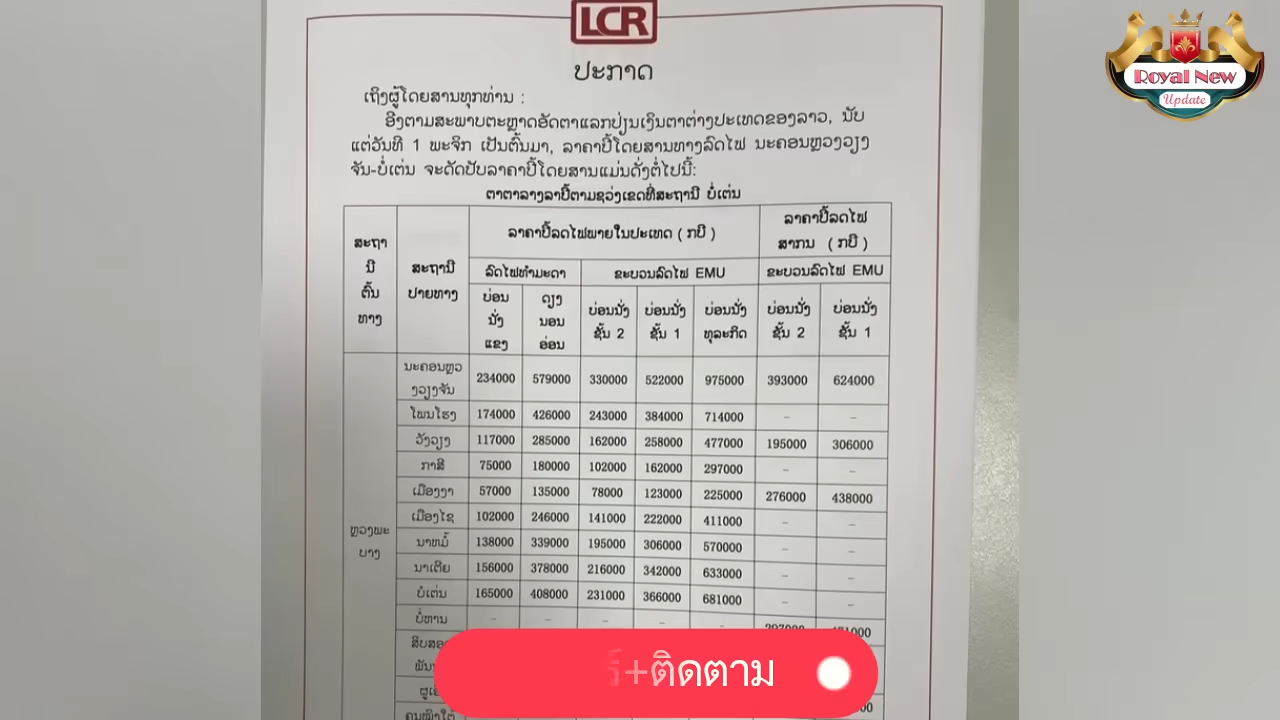 LCR
Royal New
Update
ປະກາດ
ເຖິງຜູ້ໂດຍສານທຸກທ່ານ :
ອີງຕາມສະພາບຕະຫຼາດອັດຕາແລກປ່ຽນເງິນຕາຕ່າງປະເທດຂອງລາວ, ນັບ
ແຕ່ວັນທີ 1 ພະຈິກ ເປັນຕົ້ນມາ, ລາຄາປີ້ໂດຍສານທາງລົດໄຟ ນະຄອນຫຼວງວຽງ
ຈັນ-ບໍ່ເຕ່ນ ຈະດັດປັບລາຄາປີ້ໂດຍສານແມ່ນດັ່ງຕໍ່ໄປນີ້:
ຕາຕາລາງລາປີ້ຕາມຊວ່ງເຂດທີ່ສະຖານີ ບໍ່ເຕ່ນ
ສະຖາ
ນີ
ຕົ້ນ
ທາງ
ສະຖານີ
ປາຍທາງ
ລາຄາປີ້ລດໄຟພາຍໃນປະເທດ ( ກບີ )
ລາຄາປີ້ລດໄຟ
ສາກນ ( ກບີ )
ລົດໄຟທຳມະດາ
ຂະບວນລົດໄຟ EMU
ຂະບວນລົດໄຟ EMU
ບ່ອນ
ນັ່ງ
ແຂງ
ດຽງ
ນອນ
ອ່ອນ
ບ່ອນນັ່ງ
ຊັ້ນ 2
ບ່ອນນັ່ງ
ຊັ້ນ 1
ບ່ອນນັ່ງ
ທຸລະກິດ
ບ່ອນນັ່ງ
ຊັ້ນ 2
ບ່ອນນັ່ງ
ຊັ້ນ 1
ຫຼວງພະ
ບາງ
ນະຄອນຫຼວ
ງວຽງຈັນ
234000 579000 330000 522000 975000 393000 624000
ໂພນໂຮງ 174000 426000 243000 384000 714000 – –
ວັງວຽງ 117000 285000 162000 258000 477000 195000 306000
ກາສີ 75000 180000 102000 162000 297000 – –
ເມືອງງາ 57000 135000 78000 123000 225000 276000 438000
ເມືອງໄຊ 102000 246000 141000 222000 411000 – –
ນາຫມໍ້ 138000 339000 195000 306000 570000 – –
ນາເຕີຍ 156000 378000 216000 342000 633000 – –
ບໍ່ເຕ່ນ 165000 408000 231000 366000 681000 – –
ບໍ່ຫານ – – – – –
+ติดตาม